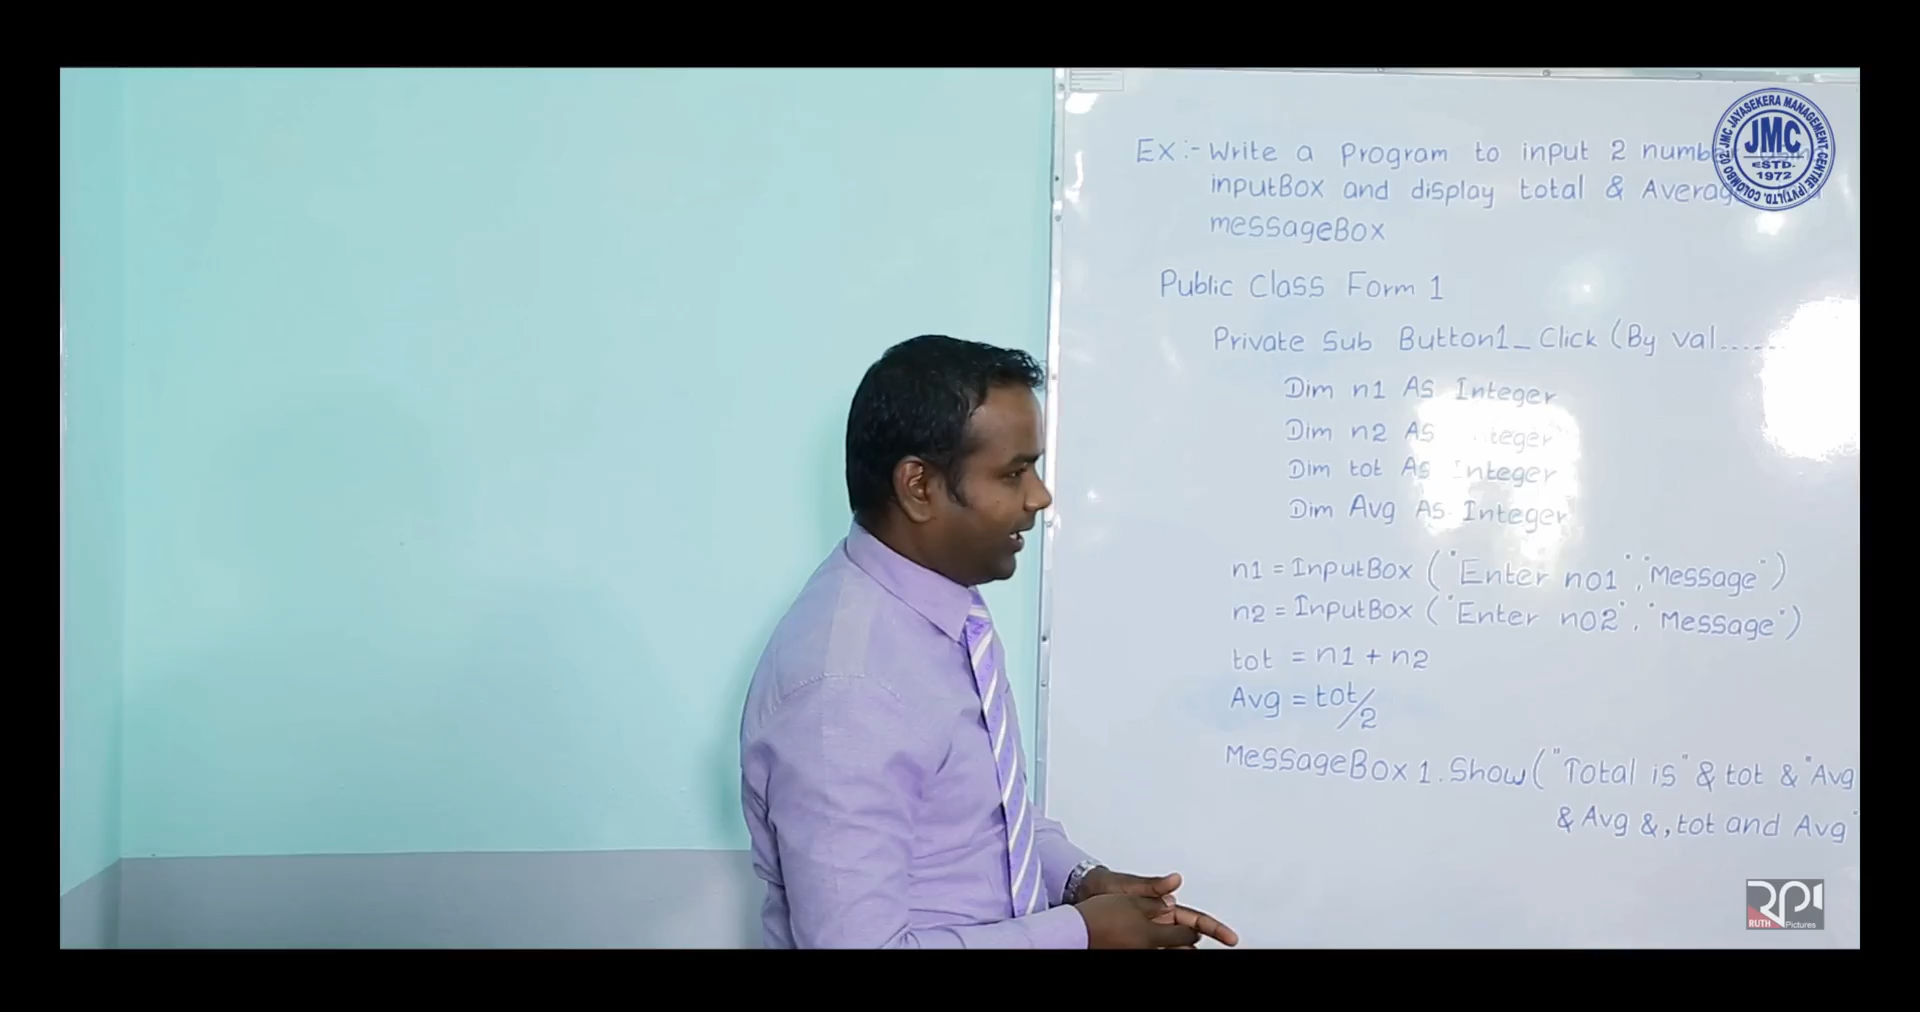 Ex :- Write a Program to input 2
inputBox and display total &
messageBox
Public Class Form 1
Private Sub Button1_Click (By val......
Dim n1 As Integer
Dim n2 As Integer
Dim tot As Integer
Dim Avg As Integer
n1 = InputBox ("Enter no1", "Message")
n2 = InputBox ("Enter no2", "Message")
tot = n1 + n2
Avg = tot/2
MessageBox 1.Show ("Total is" & tot & "Avg
& Avg &, tot and Avg"
JMC JAYASEKERA MANAGEMENT CENTRE (PVT)LTD. COLOMBO 02
JMC
ESTD.
1972
RPI
RUTH Pictures